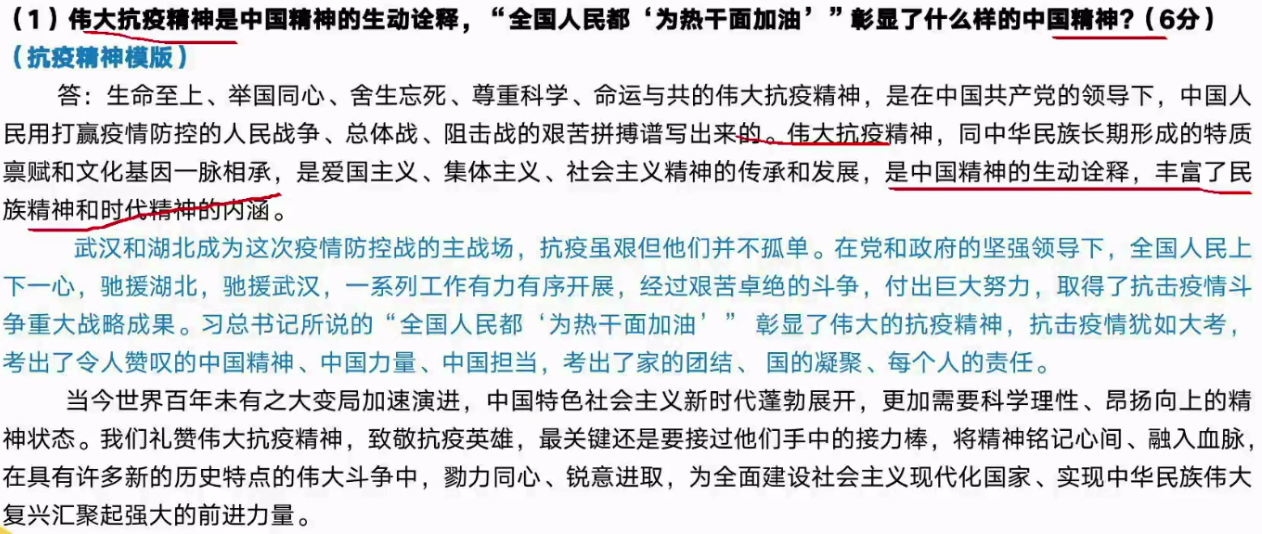 （1）伟大抗疫精神是中国精神的生动诠释，“全国人民都‘为热干面加油’”彰显了什么样的中国精神？（6分）
（抗疫精神模版）
答：生命至上、举国同心、舍生忘死、尊重科学、命运与共的伟大抗疫精神，是在中国共产党的领导下，中国人
民用打赢疫情防控的人民战争、总体战、阻击战的艰苦拼搏谱写出来的。伟大抗疫精神，同中华民族长期形成的特质
禀赋和文化基因一脉相承，是爱国主义、集体主义、社会主义精神的传承和发展，是中国精神的生动诠释，丰富了民
族精神和时代精神的内涵。
武汉和湖北成为这次疫情防控战的主战场，抗疫虽艰但他们并不孤单。在党和政府的坚强领导下，全国人民上
下一心，驰援湖北，驰援武汉，一系列工作有力有序开展，经过艰苦卓绝的斗争，付出巨大努力，取得了抗击疫情斗
争重大战略成果。习总书记所说的“全国人民都‘为热干面加油’” 彰显了伟大的抗疫精神，抗击疫情犹如大考，
考出了令人赞叹的中国精神、中国力量、中国担当，考出了家的团结、 国的凝聚、每个人的责任。
当今世界百年未有之大变局加速演进，中国特色社会主义新时代蓬勃展开，更加需要科学理性、昂扬向上的精
神状态。我们礼赞伟大抗疫精神，致敬抗疫英雄，最关键还是要接过他们手中的接力棒，将精神铭记心间、融入血脉，
在具有许多新的历史特点的伟大斗争中，勠力同心、锐意进取，为全面建设社会主义现代化国家、实现中华民族伟大
复兴汇聚起强大的前进力量。